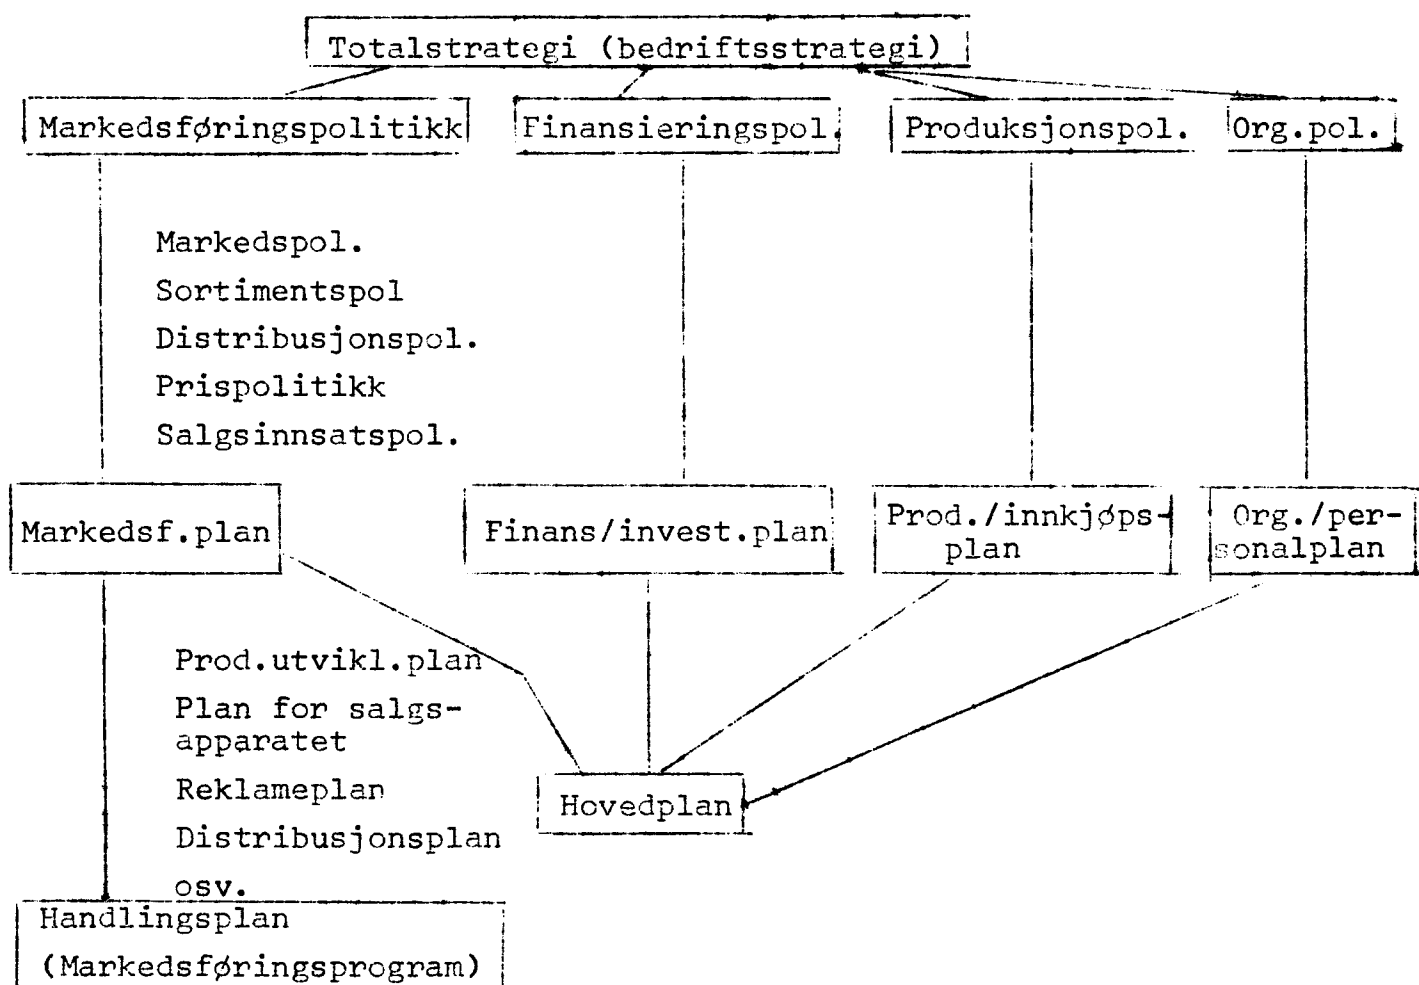 Totalstrategi (bedriftsstrategi)
Markedsføringspolitikk
Finansieringspol.
Produksjonspol.
Org.pol.
Markedspol.
Sortimentspol
Distribusjonspol.
Prispolitikk
Salgsinnsatspol.
Markedsf.plan
Finans/invest.plan
Prod./innkjøps-
plan
Org./per-
sonalplan
Prod.utvikl.plan
Plan for salgs-
apparatet
Reklameplan
Distribusjonsplan
osv.
Hovedplan
Handlingsplan
(Markedsføringsprogram)